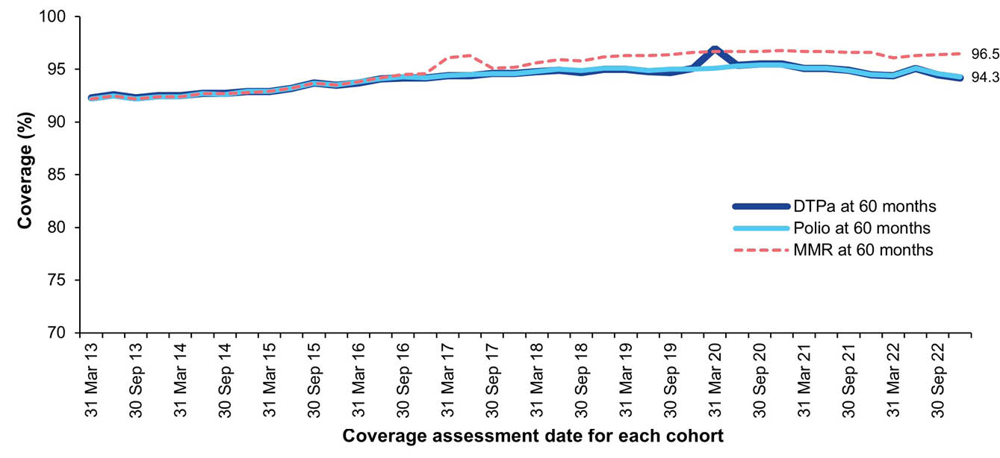 100
95
90
85
80
75
70
Coverage (%)
96.5
94.3
DTPa at 60 months
Polio at 60 months
MMR at 60 months
31 Mar 13
30 Sep 13
31 Mar 14
30 Sep 14
31 Mar 15
30 Sep 15
31 Mar 16
30 Sep 16
31 Mar 17
30 Sep 17
31 Mar 18
30 Sep 18
31 Mar 19
30 Sep 19
31 Mar 20
30 Sep 20
31 Mar 21
30 Sep 21
31 Mar 22
30 Sep 22
Coverage assessment date for each cohort